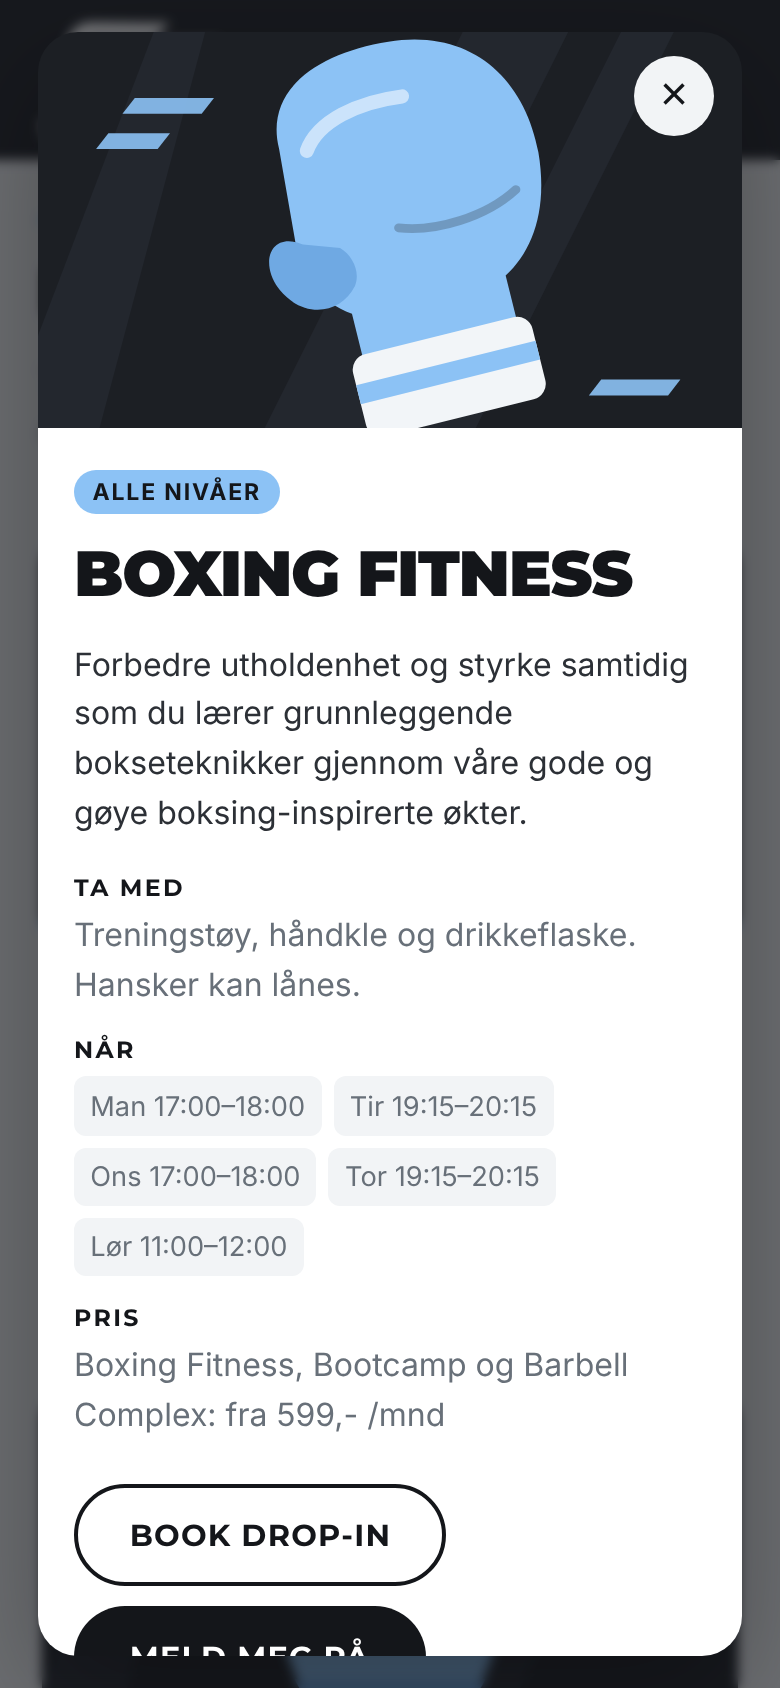 ALLE NIVÅER
BOXING FITNESS
Forbedre utholdenhet og styrke samtidig
som du lærer grunnleggende
bokseteknikker gjennom våre gode og
gøye boksing-inspirerte økter.
TA MED
Treningstøy, håndkle og drikkeflaske.
Hansker kan lånes.
NÅR
Man 17:00–18:00 Tir 19:15–20:15
Ons 17:00–18:00 Tor 19:15–20:15
Lør 11:00–12:00
PRIS
Boxing Fitness, Bootcamp og Barbell
Complex: fra 599,- /mnd
BOOK DROP-IN
MELD MEG PÅ